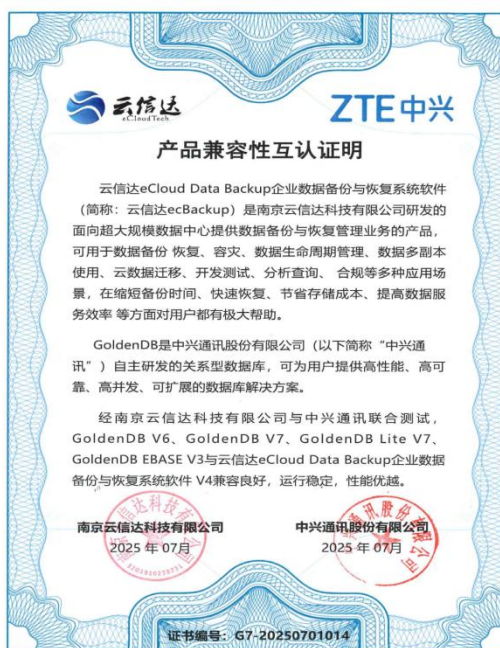 云信达
eCloudTech
ZTE中兴
产品兼容性互认证明
云信达eCloud Data Backup企业数据备份与恢复系统软件
（简称：云信达ecBackup）是南京云信达科技有限公司研发的
面向超大规模数据中心提供数据备份与恢复管理业务的产品，
可用于数据备份 恢复、容灾、数据生命周期管理、数据多副本
使用、云数据迁移、开发测试、分析查询、 合规等多种应用场
景，在缩短备份时间、快速恢复、节省存储成本、提高数据服
务效率 等方面对用户都有极大帮助。
GoldenDB是中兴通讯股份有限公司（以下简称“中兴通
讯”）自主研发的关系型数据库，可为用户提供高性能、高可
靠、高并发、可扩展的数据库解决方案。
经南京云信达科技有限公司与中兴通讯联合测试，
GoldenDB V6、GoldenDB V7、GoldenDB Lite V7、
GoldenDB EBASE V3与云信达eCloud Data Backup企业数据
备份与恢复系统软件 V4兼容良好，运行稳定，性能优越。
南京云信达科技有限公司
中兴通讯股份有限公司
2025 年 07月
2025 年 07月
证书编号：G7-20250701014